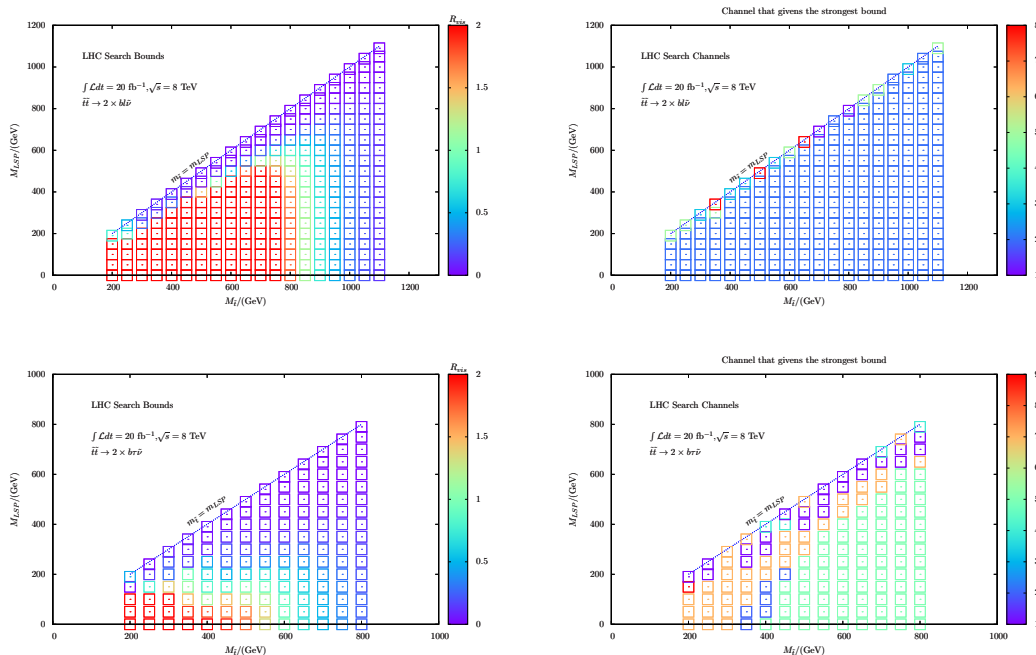 R_vis
LHC Search Bounds
∫ ℒdt = 20 fb⁻¹,√s = 8 TeV
t̃t̃ → 2 × blν̃
m_t̃ = m_LSP
M_LSP/(GeV)
1200
1000
800
600
400
200
0
200 400 600 800 1000 1200
M_t̃/(GeV)
2
1.5
1
0.5
0
Channel that givens the strongest bound
LHC Search Channels
∫ ℒdt = 20 fb⁻¹,√s = 8 TeV
t̃t̃ → 2 × blν̃
m_t̃ = m_LSP
M_LSP/(GeV)
1200
1000
800
600
400
200
0
0 200 400 600 800 1000 1200
M_t̃/(GeV)
R_vis
LHC Search Bounds
∫ ℒdt = 20 fb⁻¹,√s = 8 TeV
t̃t̃ → 2 × bτν̃
m_t̃ = m_LSP
M_LSP/(GeV)
1000
800
600
400
200
0
0 200 400 600 800 1000
M_t̃/(GeV)
2
1.5
1
0.5
0
Channel that givens the strongest bound
LHC Search Channels
∫ ℒdt = 20 fb⁻¹,√s = 8 TeV
t̃t̃ → 2 × bτν̃
m_t̃ = m_LSP
M_LSP/(GeV)
1000
800
600
400
200
0
0 200 400 600 800 1000
M_t̃/(GeV)